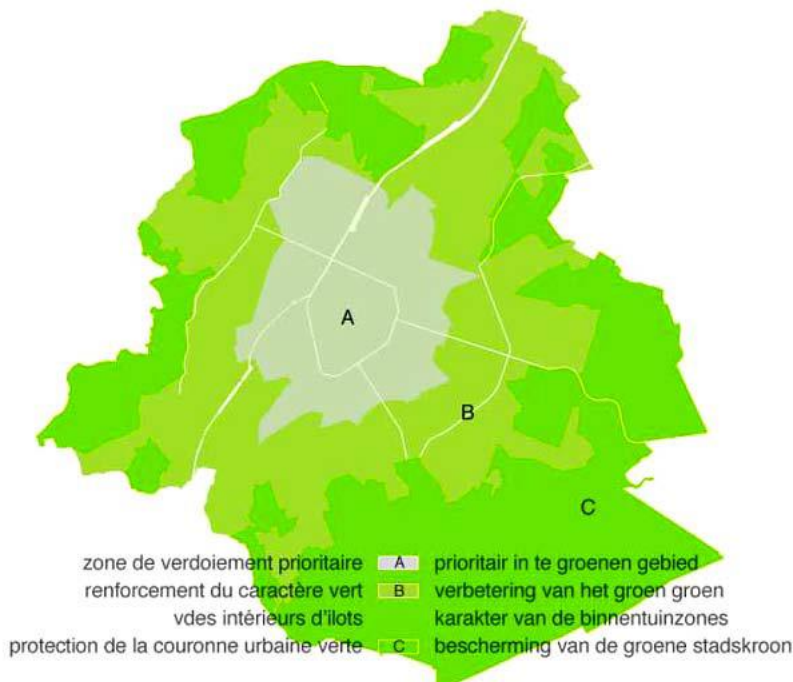 A
B
C
zone de verdoiement prioritaire A prioritair in te groenen gebied
renforcement du caractère vert B verbetering van het groen groen
vdes intérieurs d'ilots karakter van de binnentuinzones
protection de la couronne urbaine verte C bescherming van de groene stadskroon